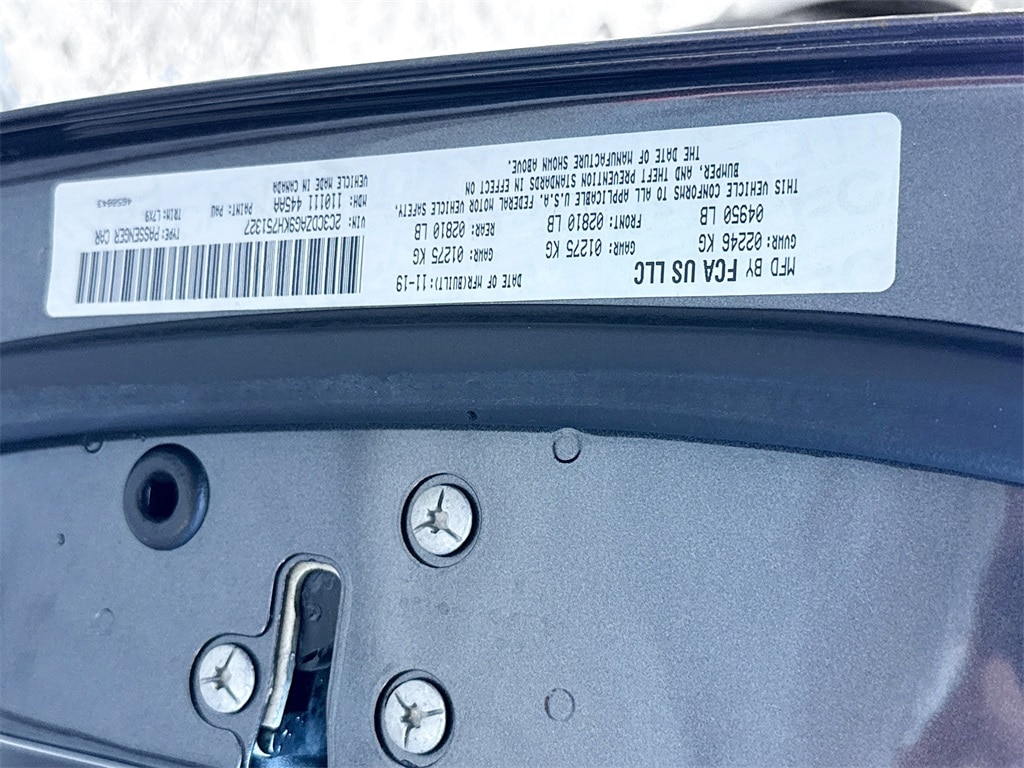 MFD BY FCA US LLC
DATE OF MFR(BUILT): 11-19
GVWR: 02246 KG
04950 LB
GAWR: 01275 KG
FRONT: 02810 LB
GAWR: 01275 KG
REAR: 02810 LB
THIS VEHICLE CONFORMS TO ALL APPLICABLE U.S.A. FEDERAL MOTOR VEHICLE SAFETY,
BUMPER, AND THEFT PREVENTION STANDARDS IN EFFECT ON
THE DATE OF MANUFACTURE SHOWN ABOVE.
VIN: 2C3CDZAG9KH751327
TYPE: PASSENGER CAR
MDH: 110111 445AA
PAINT: PAU
TRIM: L7X9
VEHICLE MADE IN CANADA
4658643